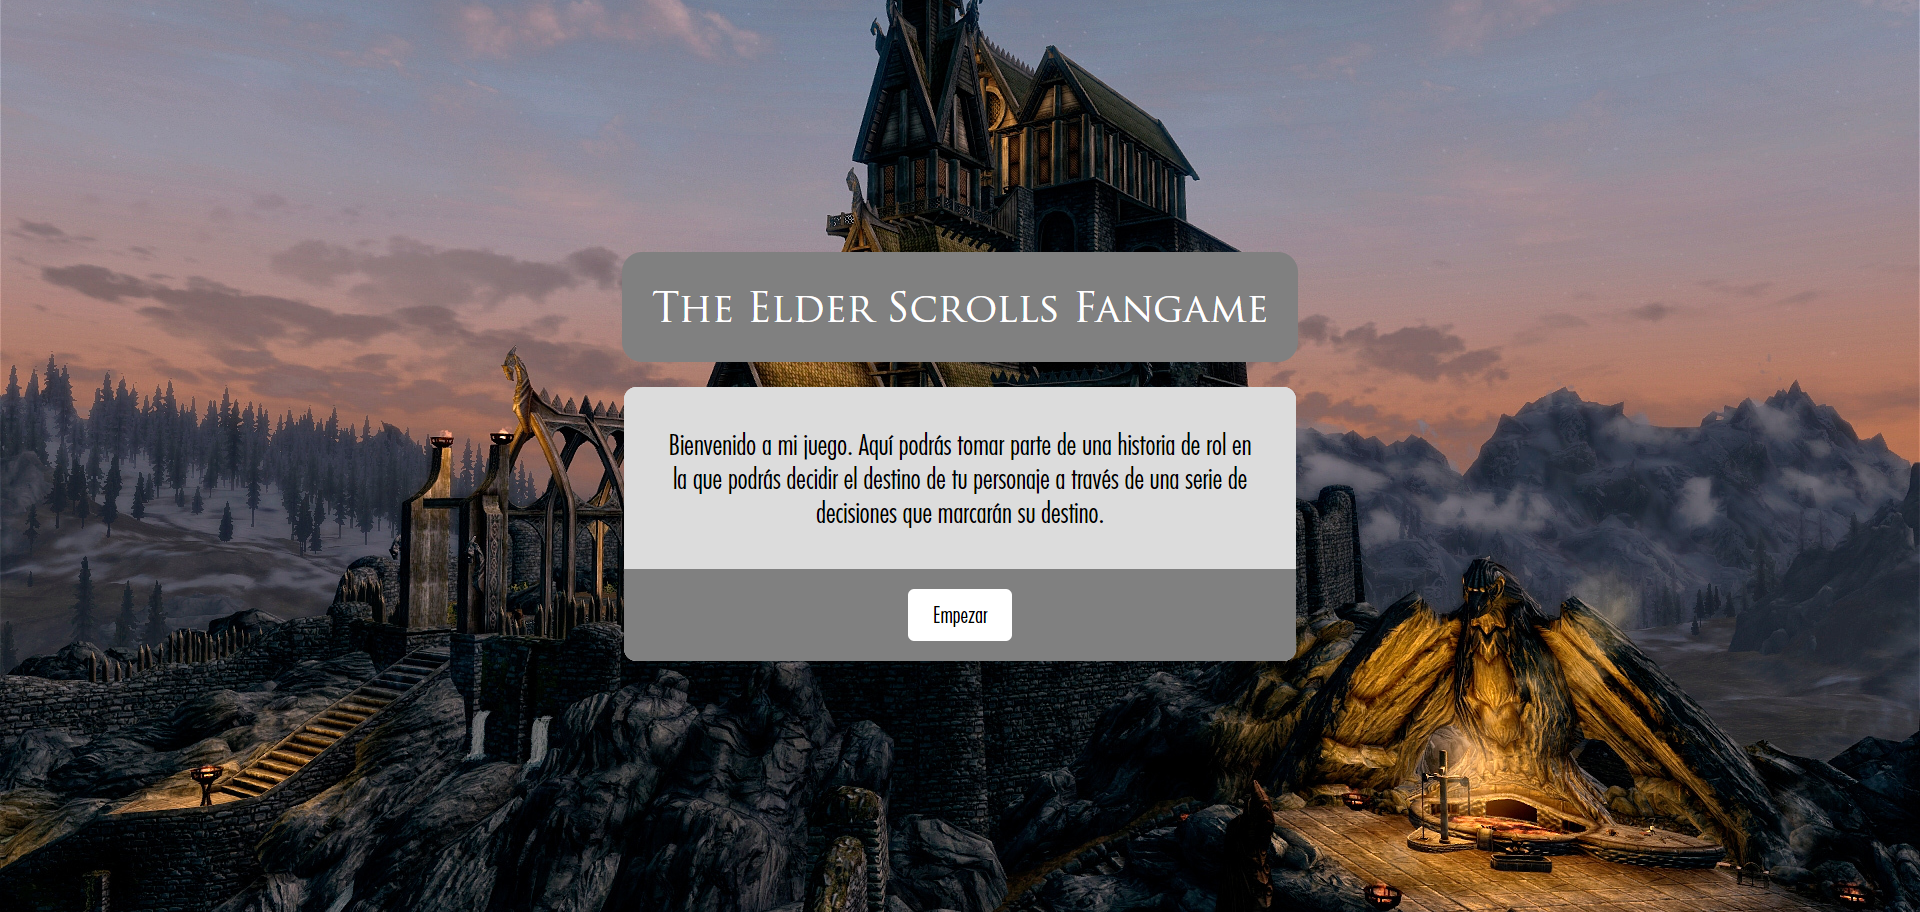 The Elder Scrolls Fangame
Bienvenido a mi juego. Aquí podrás tomar parte de una historia de rol en
la que podrás decidir el destino de tu personaje a través de una serie de
decisiones que marcarán su destino.
Empezar